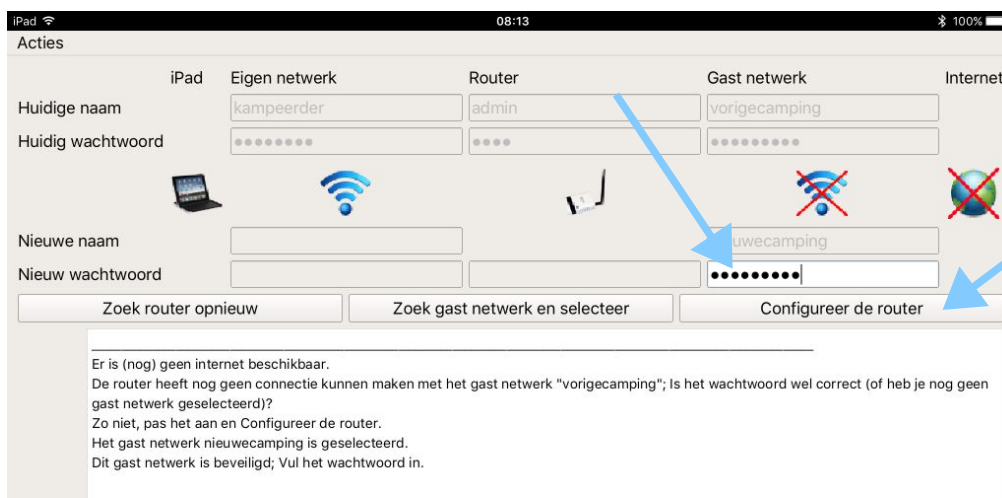 iPad 08:13 100%
Acties
iPad Eigen netwerk Router Gast netwerk Internet
Huidige naam kampeerder admin vorigecamping
Huidig wachtwoord
Nieuwe naam uwecamping
Nieuw wachtwoord
Zoek router opnieuw Zoek gast netwerk en selecteer Configureer de router
Er is (nog) geen internet beschikbaar.
De router heeft nog geen connectie kunnen maken met het gast netwerk "vorigecamping"; Is het wachtwoord wel correct (of heb je nog geen
gast netwerk geselecteerd)?
Zo niet, pas het aan en Configureer de router.
Het gast netwerk nieuwecamping is geselecteerd.
Dit gast netwerk is beveiligd; Vul het wachtwoord in.